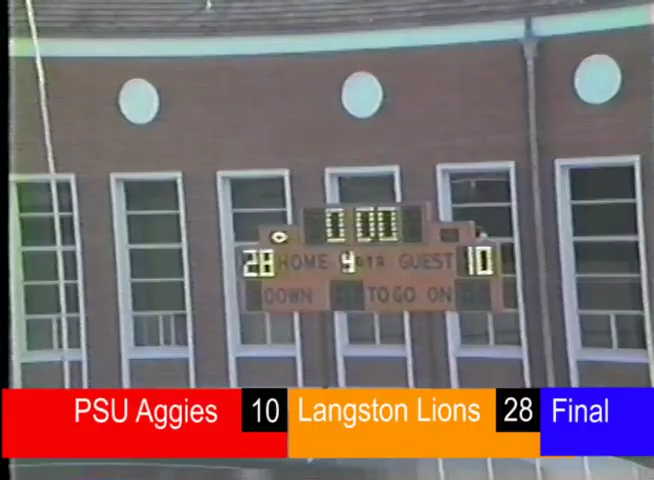 0:00
28 HOME 4 QTR GUEST 10
DOWN TO GO ON
PSU Aggies 10 Langston Lions 28 Final